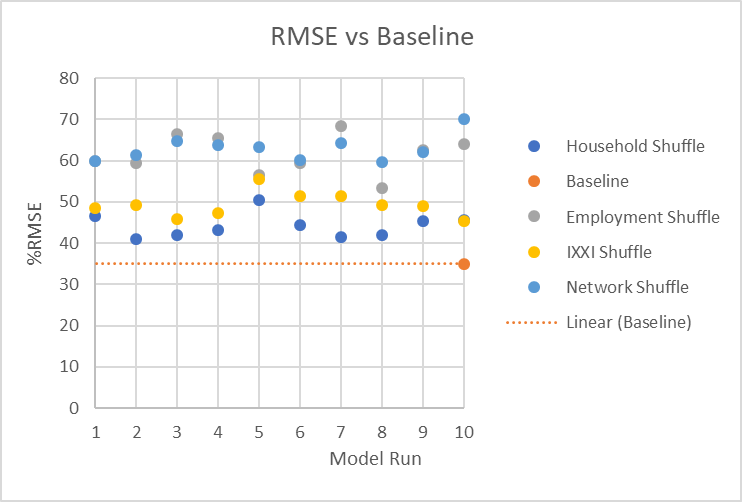 RMSE vs Baseline
%RMSE
80
70
60
50
40
30
20
10
0
1 2 3 4 5 6 7 8 9 10
Model Run
Household Shuffle
Baseline
Employment Shuffle
IXXI Shuffle
Network Shuffle
Linear (Baseline)